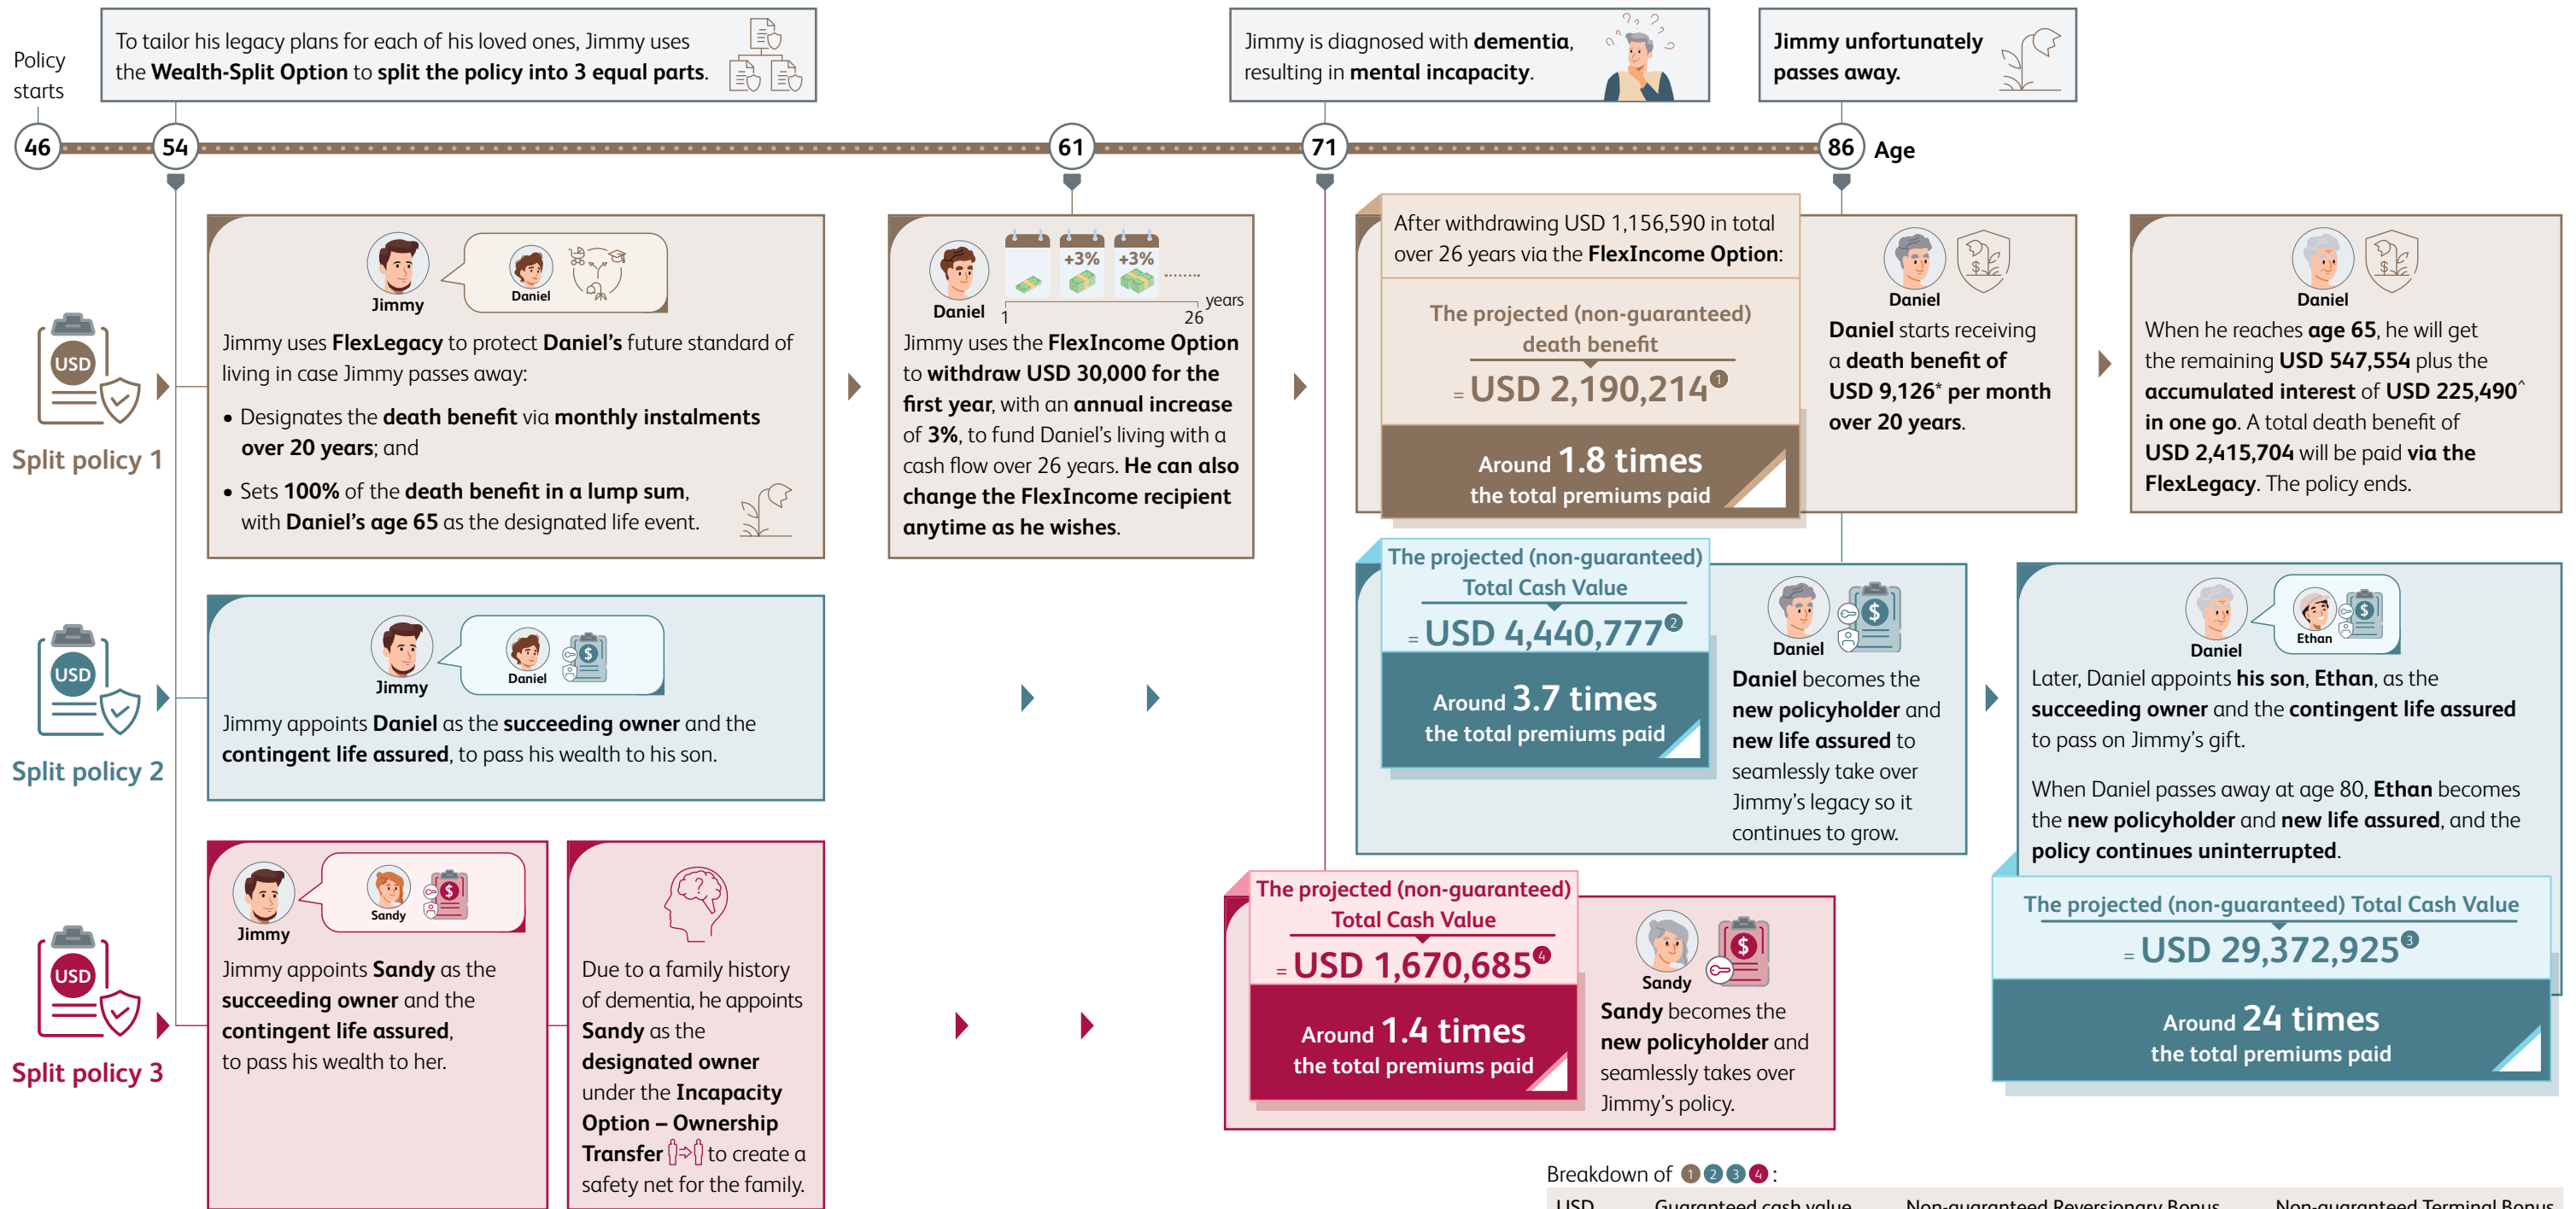 Policy
starts
To tailor his legacy plans for each of his loved ones, Jimmy uses
the Wealth-Split Option to split the policy into 3 equal parts.
Jimmy is diagnosed with dementia,
resulting in mental incapacity.
Jimmy unfortunately
passes away.
46
54
61
71
86
Age
USD
Split policy 1
Jimmy
Daniel
Jimmy uses FlexLegacy to protect Daniel's future standard of
living in case Jimmy passes away:
• Designates the death benefit via monthly instalments
over 20 years; and
• Sets 100% of the death benefit in a lump sum,
with Daniel's age 65 as the designated life event.
Daniel
+3%
+3%
........
years
1
26
Jimmy uses the FlexIncome Option
to withdraw USD 30,000 for the
first year, with an annual increase
of 3%, to fund Daniel's living with a
cash flow over 26 years. He can also
change the FlexIncome recipient
anytime as he wishes.
After withdrawing USD 1,156,590 in total
over 26 years via the FlexIncome Option:
The projected (non-guaranteed)
death benefit
= USD 2,190,214❶
Around 1.8 times
the total premiums paid
$
Daniel
Daniel starts receiving
a death benefit of
USD 9,126* per month
over 20 years.
$
Daniel
When he reaches age 65, he will get
the remaining USD 547,554 plus the
accumulated interest of USD 225,490^
in one go. A total death benefit of
USD 2,415,704 will be paid via the
FlexLegacy. The policy ends.
USD
Split policy 2
Jimmy
Daniel
$
Jimmy appoints Daniel as the succeeding owner and the
contingent life assured, to pass his wealth to his son.
The projected (non-guaranteed)
Total Cash Value
= USD 4,440,777❷
Around 3.7 times
the total premiums paid
$
Daniel
Daniel becomes the
new policyholder and
new life assured to
seamlessly take over
Jimmy's legacy so it
continues to grow.
Daniel
Ethan
$
Later, Daniel appoints his son, Ethan, as the
succeeding owner and the contingent life assured
to pass on Jimmy's gift.
When Daniel passes away at age 80, Ethan becomes
the new policyholder and new life assured, and the
policy continues uninterrupted.
The projected (non-guaranteed) Total Cash Value
= USD 29,372,925❸
Around 24 times
the total premiums paid
USD
Split policy 3
Jimmy
Sandy
$
Jimmy appoints Sandy as the
succeeding owner and the
contingent life assured,
to pass his wealth to her.
?
Due to a family history
of dementia, he appoints
Sandy as the
designated owner
under the Incapacity
Option – Ownership
Transfer to create a
safety net for the family.
The projected (non-guaranteed)
Total Cash Value
= USD 1,670,685❹
Around 1.4 times
the total premiums paid
$
Sandy
Sandy becomes the
new policyholder and
seamlessly takes over
Jimmy's policy.
Breakdown of ❶❷❸❹:
USD Guaranteed cash value Non-guaranteed Reversionary Bonus Non-guaranteed Terminal Bonus